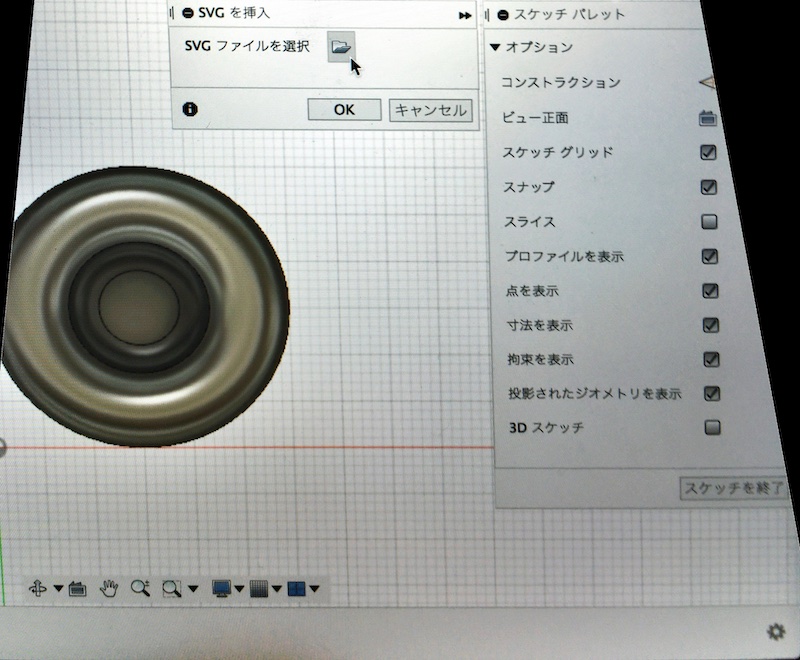 SVG を挿入
SVG ファイルを選択
OK
キャンセル
スケッチ パレット
オプション
コンストラクション
ビュー正面
スケッチ グリッド
スナップ
スライス
プロファイルを表示
点を表示
寸法を表示
拘束を表示
投影されたジオメトリを表示
3D スケッチ
スケッチを終了